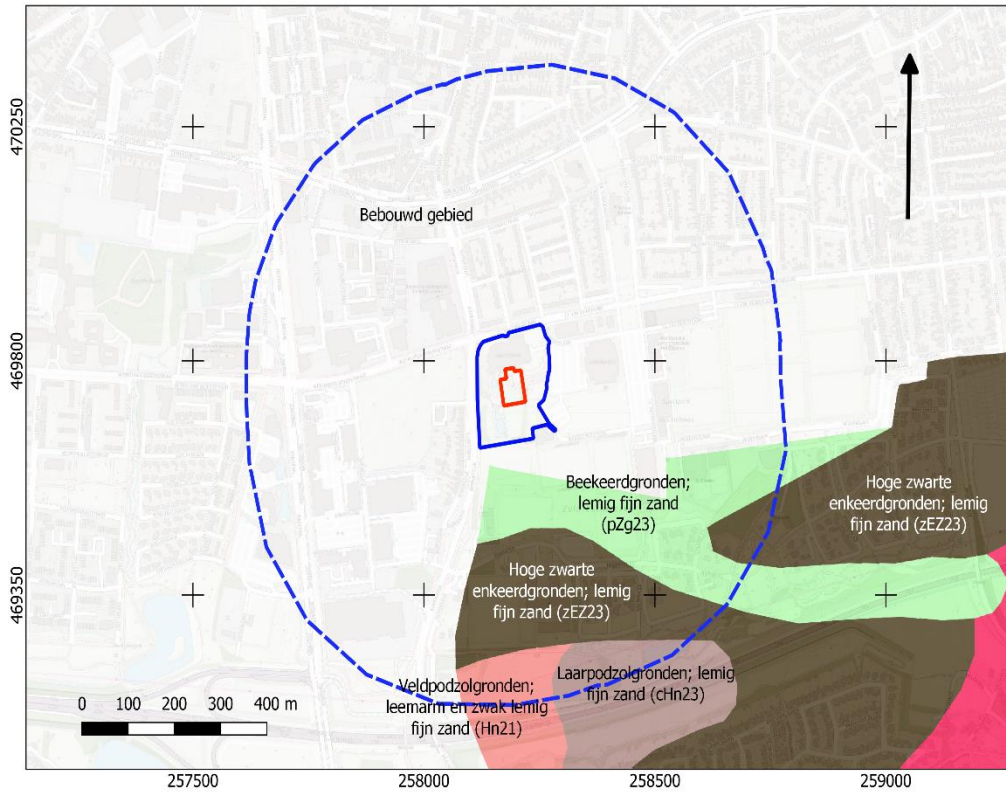 470250
Bebouwd gebied
469800
Beekeerdgronden;
lemig fijn zand
(pZg23)
Hoge zwarte
enkeerdgronden; lemig
fijn zand (zEZ23)
469350
Hoge zwarte
enkeerdgronden; lemig
fijn zand (zEZ23)
Laarpodzolgronden; lemig
fijn zand (cHn23)
Veldpodzolgronden;
leemarm en zwak lemig
fijn zand (Hn21)
0 100 200 300 400 m
257500 258000 258500 259000